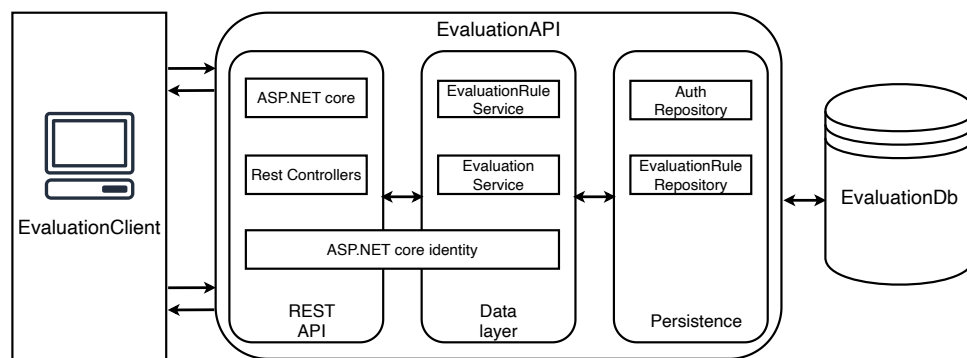 EvaluationAPI
EvaluationClient
ASP.NET core
Rest Controllers
ASP.NET core identity
REST
API
EvaluationRule
Service
Evaluation
Service
Data
layer
Auth
Repository
EvaluationRule
Repository
Persistence
EvaluationDb